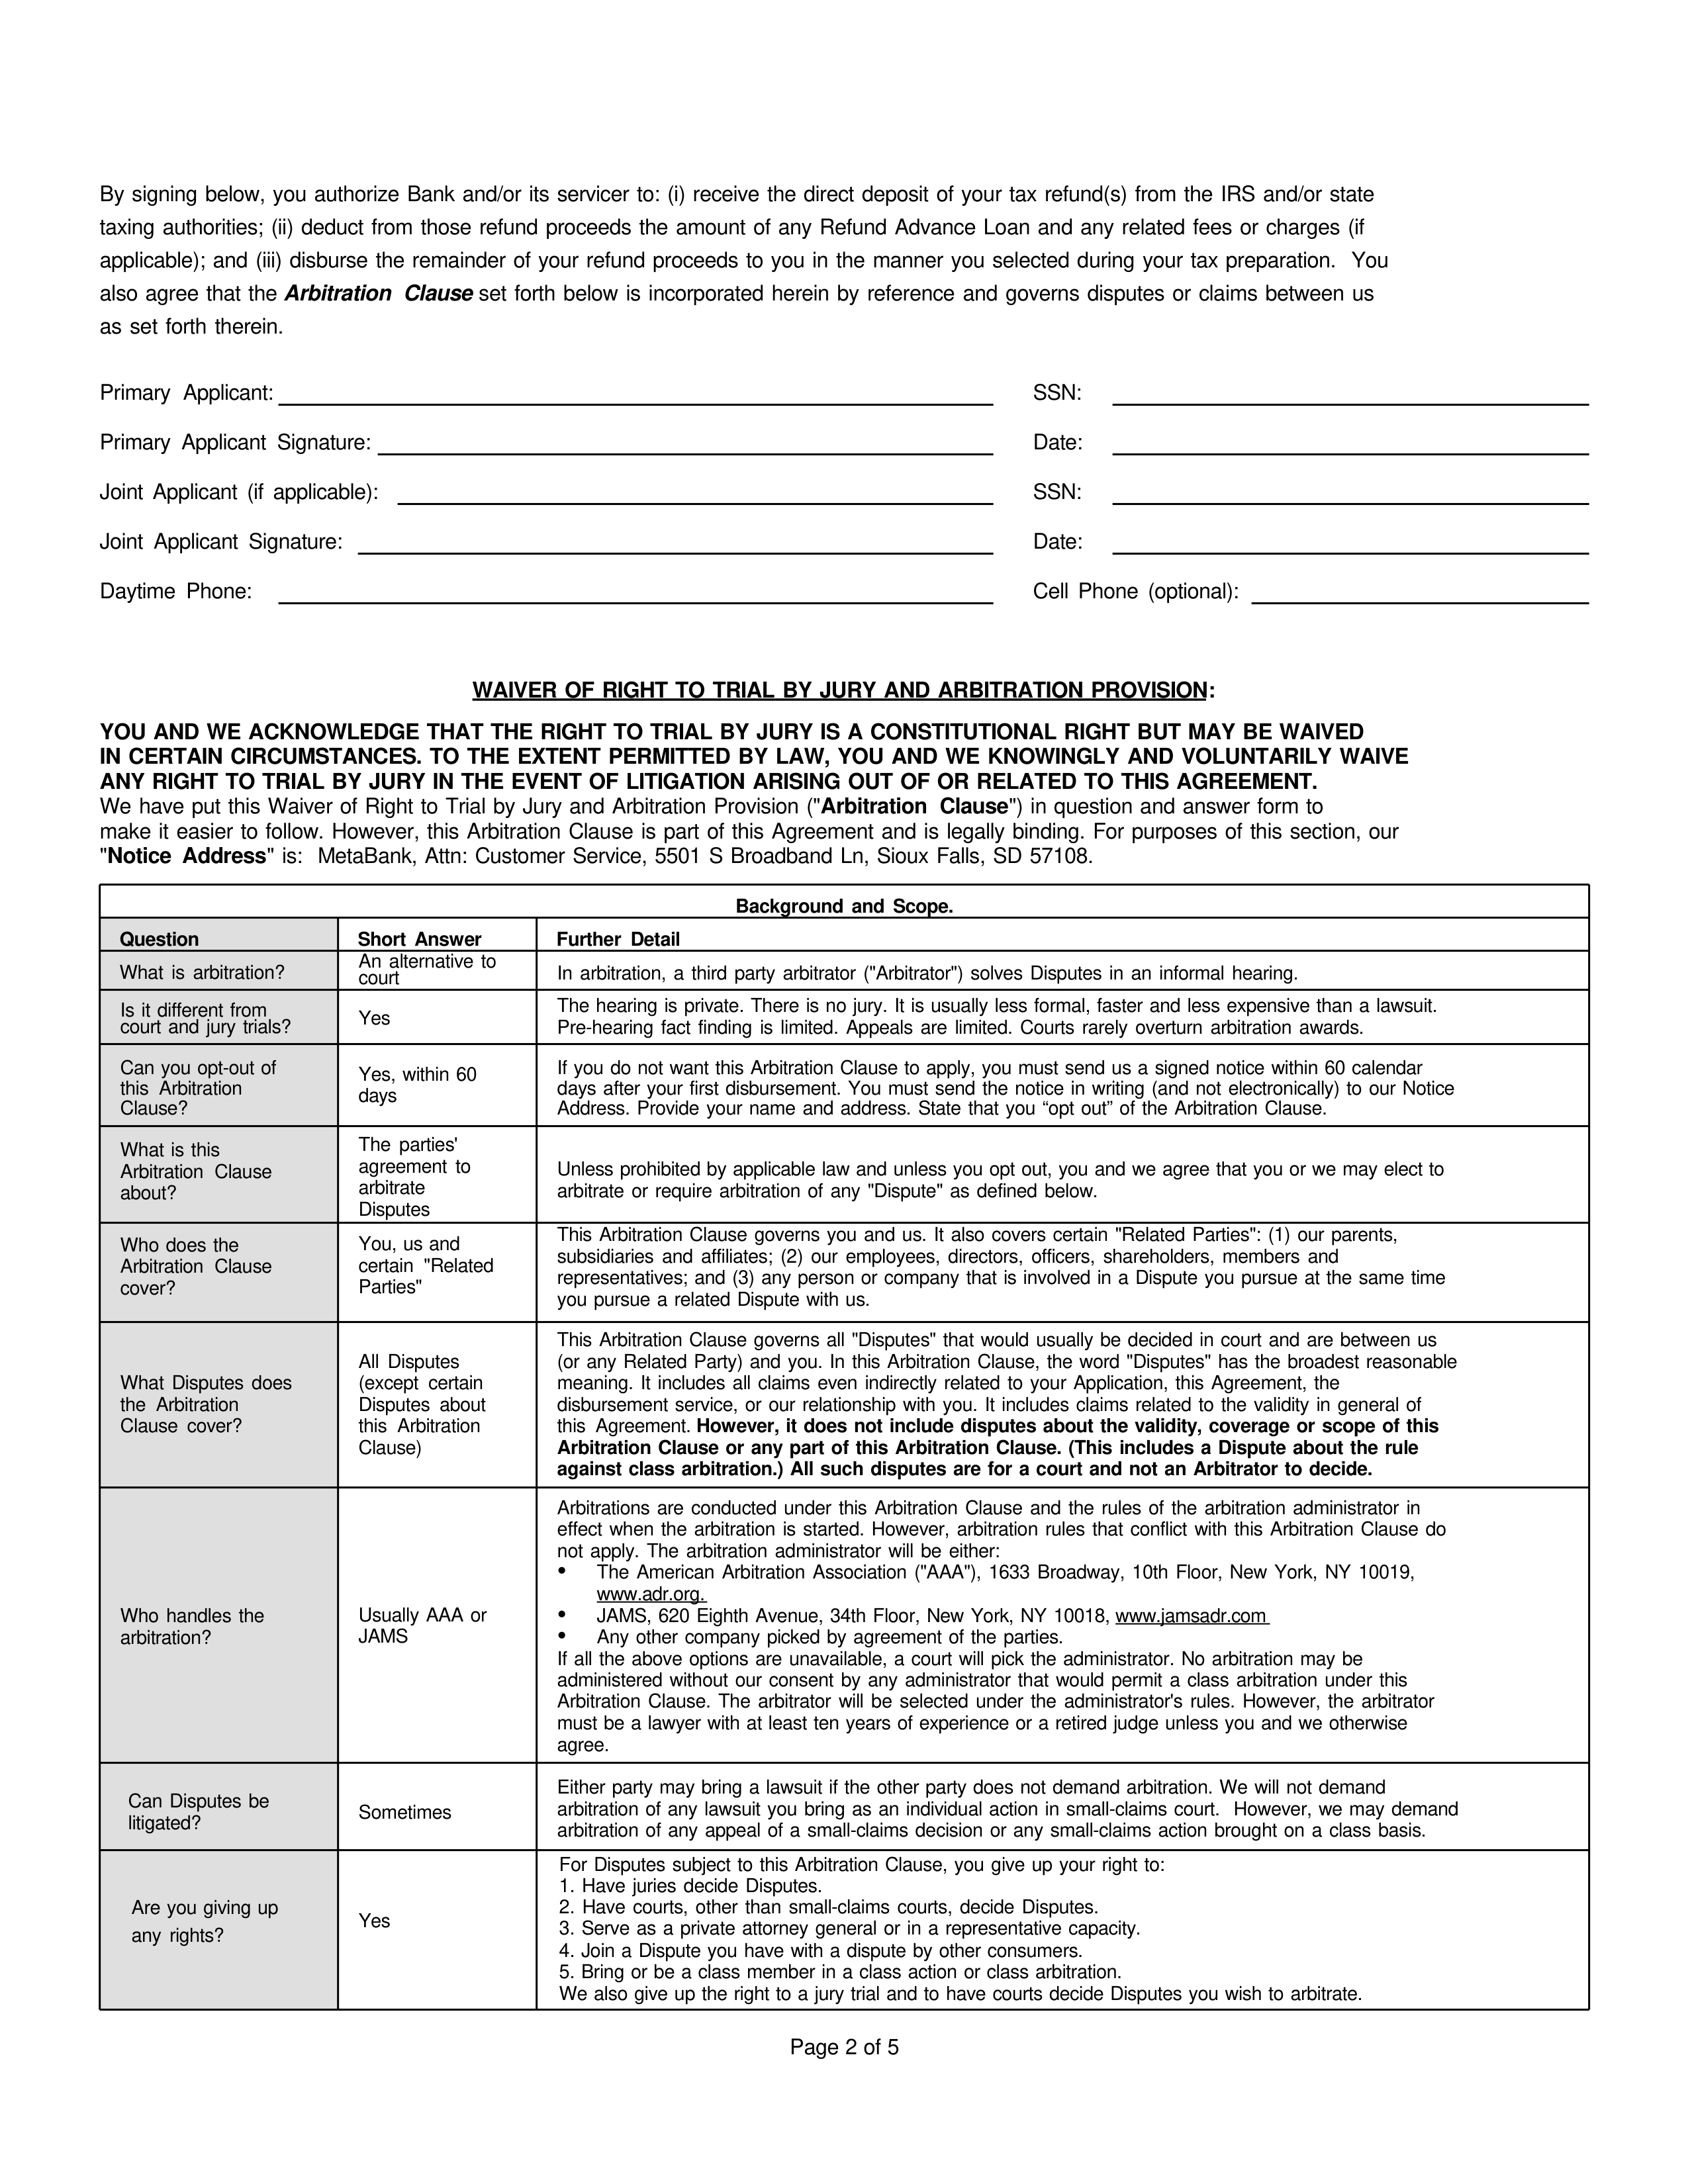 By signing below, you authorize Bank and/or its servicer to: (i) receive the direct deposit of your tax refund(s) from the IRS and/or state
taxing authorities; (ii) deduct from those refund proceeds the amount of any Refund Advance Loan and any related fees or charges (if
applicable); and (iii) disburse the remainder of your refund proceeds to you in the manner you selected during your tax preparation. You
also agree that the Arbitration Clause set forth below is incorporated herein by reference and governs disputes or claims between us
as set forth therein.
Primary Applicant: SSN:
Primary Applicant Signature: Date:
Joint Applicant (if applicable): SSN:
Joint Applicant Signature: Date:
Daytime Phone: Cell Phone (optional):
WAIVER OF RIGHT TO TRIAL BY JURY AND ARBITRATION PROVISION:
YOU AND WE ACKNOWLEDGE THAT THE RIGHT TO TRIAL BY JURY IS A CONSTITUTIONAL RIGHT BUT MAY BE WAIVED
IN CERTAIN CIRCUMSTANCES. TO THE EXTENT PERMITTED BY LAW, YOU AND WE KNOWINGLY AND VOLUNTARILY WAIVE
ANY RIGHT TO TRIAL BY JURY IN THE EVENT OF LITIGATION ARISING OUT OF OR RELATED TO THIS AGREEMENT.
We have put this Waiver of Right to Trial by Jury and Arbitration Provision ("Arbitration Clause") in question and answer form to
make it easier to follow. However, this Arbitration Clause is part of this Agreement and is legally binding. For purposes of this section, our
"Notice Address" is: MetaBank, Attn: Customer Service, 5501 S Broadband Ln, Sioux Falls, SD 57108.
Background and Scope.
Question
Short Answer
Further Detail
What is arbitration?
An alternative to
court
In arbitration, a third party arbitrator ("Arbitrator") solves Disputes in an informal hearing.
Is it different from
court and jury trials?
Yes
The hearing is private. There is no jury. It is usually less formal, faster and less expensive than a lawsuit.
Pre-hearing fact finding is limited. Appeals are limited. Courts rarely overturn arbitration awards.
Can you opt-out of
this Arbitration
Clause?
Yes, within 60
days
If you do not want this Arbitration Clause to apply, you must send us a signed notice within 60 calendar
days after your first disbursement. You must send the notice in writing (and not electronically) to our Notice
Address. Provide your name and address. State that you “opt out” of the Arbitration Clause.
What is this
Arbitration Clause
about?
The parties'
agreement to
arbitrate
Disputes
Unless prohibited by applicable law and unless you opt out, you and we agree that you or we may elect to
arbitrate or require arbitration of any "Dispute" as defined below.
Who does the
Arbitration Clause
cover?
You, us and
certain "Related
Parties"
This Arbitration Clause governs you and us. It also covers certain "Related Parties": (1) our parents,
subsidiaries and affiliates; (2) our employees, directors, officers, shareholders, members and
representatives; and (3) any person or company that is involved in a Dispute you pursue at the same time
you pursue a related Dispute with us.
What Disputes does
the Arbitration
Clause cover?
All Disputes
(except certain
Disputes about
this Arbitration
Clause)
This Arbitration Clause governs all "Disputes" that would usually be decided in court and are between us
(or any Related Party) and you. In this Arbitration Clause, the word "Disputes" has the broadest reasonable
meaning. It includes all claims even indirectly related to your Application, this Agreement, the
disbursement service, or our relationship with you. It includes claims related to the validity in general of
this Agreement. However, it does not include disputes about the validity, coverage or scope of this
Arbitration Clause or any part of this Arbitration Clause. (This includes a Dispute about the rule
against class arbitration.) All such disputes are for a court and not an Arbitrator to decide.
Who handles the
arbitration?
Usually AAA or
JAMS
Arbitrations are conducted under this Arbitration Clause and the rules of the arbitration administrator in
effect when the arbitration is started. However, arbitration rules that conflict with this Arbitration Clause do
not apply. The arbitration administrator will be either:
• The American Arbitration Association ("AAA"), 1633 Broadway, 10th Floor, New York, NY 10019,
www.adr.org.
• JAMS, 620 Eighth Avenue, 34th Floor, New York, NY 10018, www.jamsadr.com
• Any other company picked by agreement of the parties.
If all the above options are unavailable, a court will pick the administrator. No arbitration may be
administered without our consent by any administrator that would permit a class arbitration under this
Arbitration Clause. The arbitrator will be selected under the administrator's rules. However, the arbitrator
must be a lawyer with at least ten years of experience or a retired judge unless you and we otherwise
agree.
Can Disputes be
litigated?
Sometimes
Either party may bring a lawsuit if the other party does not demand arbitration. We will not demand
arbitration of any lawsuit you bring as an individual action in small-claims court. However, we may demand
arbitration of any appeal of a small-claims decision or any small-claims action brought on a class basis.
Are you giving up
any rights?
Yes
For Disputes subject to this Arbitration Clause, you give up your right to:
1. Have juries decide Disputes.
2. Have courts, other than small-claims courts, decide Disputes.
3. Serve as a private attorney general or in a representative capacity.
4. Join a Dispute you have with a dispute by other consumers.
5. Bring or be a class member in a class action or class arbitration.
We also give up the right to a jury trial and to have courts decide Disputes you wish to arbitrate.
Page 2 of 5